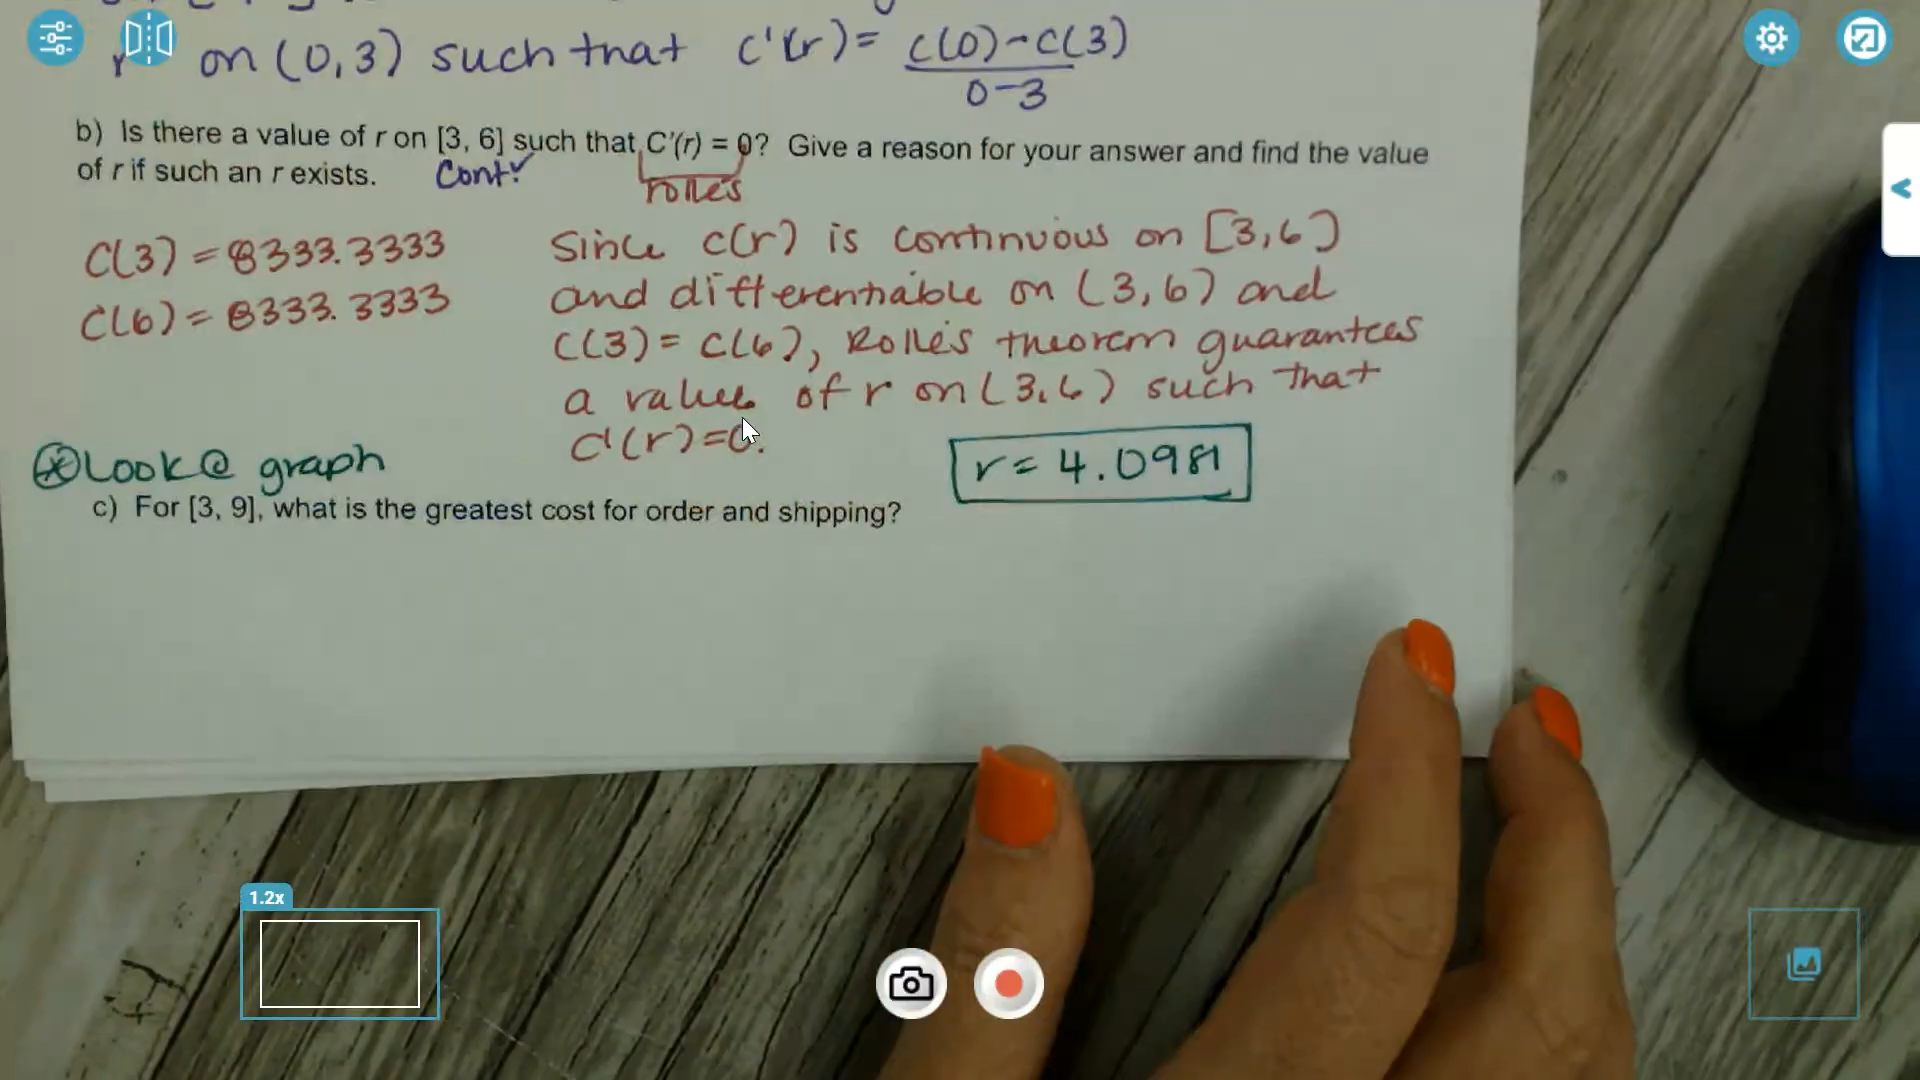 on (0,3) such that C'(r) = C(0)-C(3)
0-3
b) Is there a value of r on [3, 6] such that C'(r) = 0? Give a reason for your answer and find the value
of r if such an r exists. Cont. ✓
rolle's
C(3) = 8333.3333
C(6) = 8333.3333
Since C(r) is continuous on [3,6]
and differentiable on (3,6) and
C(3) = C(6), Rolle's theorem guarantees
a value of r on (3,6) such that
C'(r)=0.
r = 4.0981
Look @ graph
c) For [3, 9], what is the greatest cost for order and shipping?
1.2x